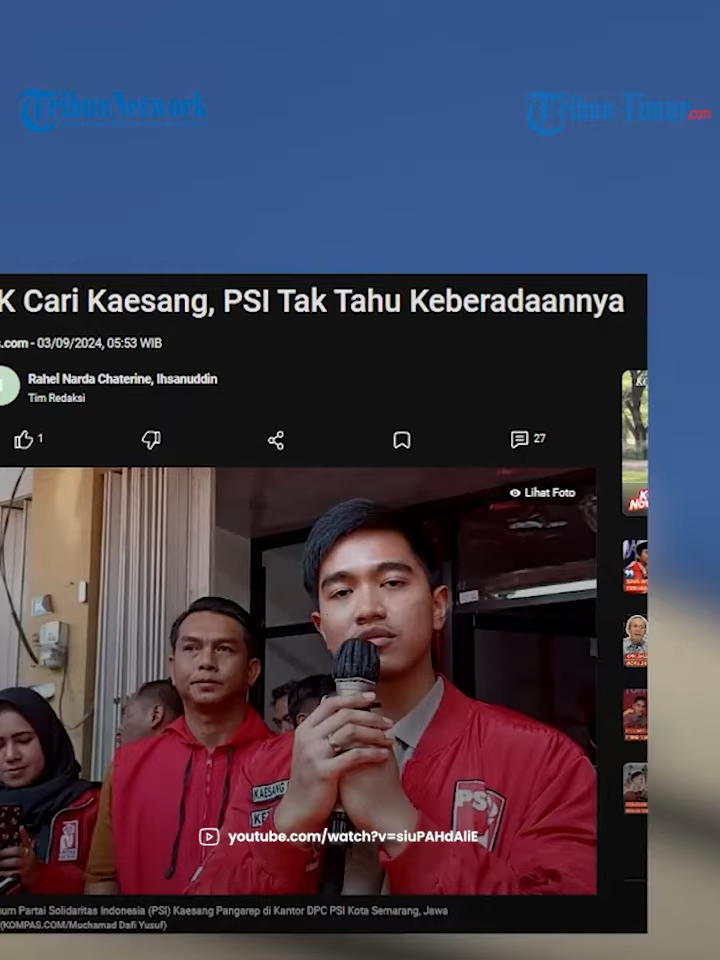 TribunNetwork
Tribun-Timur.com
K Cari Kaesang, PSI Tak Tahu Keberadaannya
s.com - 03/09/2024, 05:53 WIB
Rahel Narda Chaterine, Ihsanuddin
Tim Redaksi
1
27
Lihat Foto
KAESANG
PSI
youtube.com/watch?v=siuPAHdAliE
um Partai Solidaritas Indonesia (PSI) Kaesang Pangarep di Kantor DPC PSI Kota Semarang, Jawa
(KOMPAS.COM/Muchamad Dafi Yusuf)